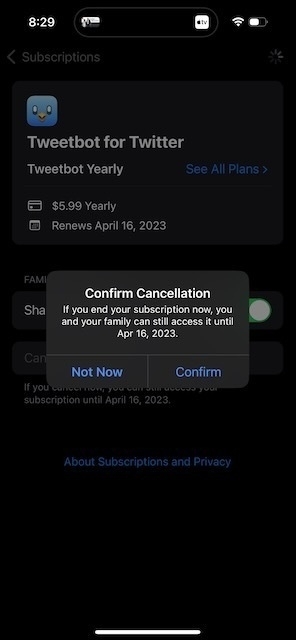 8:29
tv
Subscriptions
Tweetbot for Twitter
Tweetbot Yearly
See All Plans >
$5.99 Yearly
Renews April 16, 2023
FAMI
Sha
Confirm Cancellation
If you end your subscription now, you
and your family can still access it until
Apr 16, 2023.
Not Now
Confirm
Can
If you cancel now, you can still access your
subscription until April 16, 2023.
About Subscriptions and Privacy